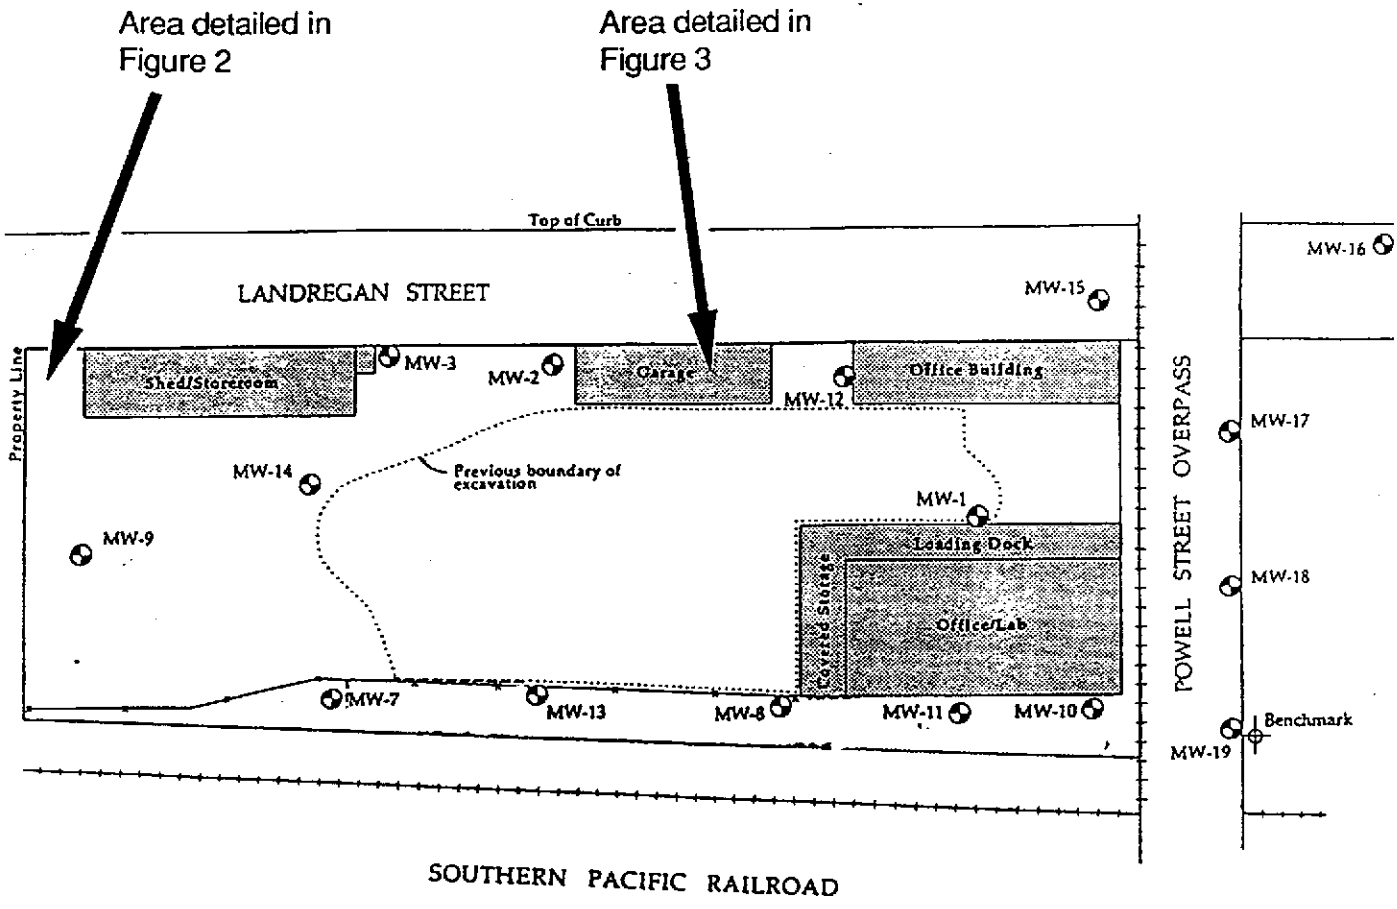 Area detailed in
Figure 2
Area detailed in
Figure 3
Top of Curb
MW-16
LANDREGAN STREET
MW-15
Property Line
Shed/Storeroom
MW-3
MW-2
Garage
MW-12
Office Building
POWELL STREET OVERPASS
MW-17
MW-14
Previous boundary of
excavation
MW-1
MW-9
Loading Dock
Covered Storage
MW-18
Office/Lab
MW-7
MW-13
MW-8
MW-11
MW-10
Benchmark
MW-19
SOUTHERN PACIFIC RAILROAD